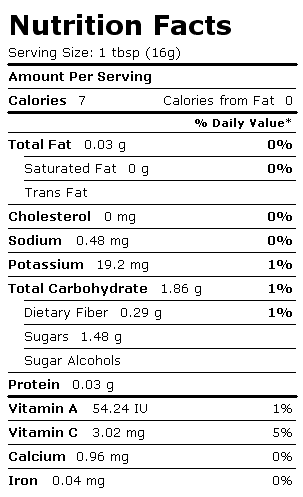 Nutrition Facts
Serving Size: 1 tbsp (16g)
Amount Per Serving
Calories 7 Calories from Fat 0
% Daily Value*
Total Fat 0.03 g 0%
Saturated Fat 0 g 0%
Trans Fat
Cholesterol 0 mg 0%
Sodium 0.48 mg 0%
Potassium 19.2 mg 1%
Total Carbohydrate 1.86 g 1%
Dietary Fiber 0.29 g 1%
Sugars 1.48 g
Sugar Alcohols
Protein 0.03 g
Vitamin A 54.24 IU 1%
Vitamin C 3.02 mg 5%
Calcium 0.96 mg 0%
Iron 0.04 mg 0%